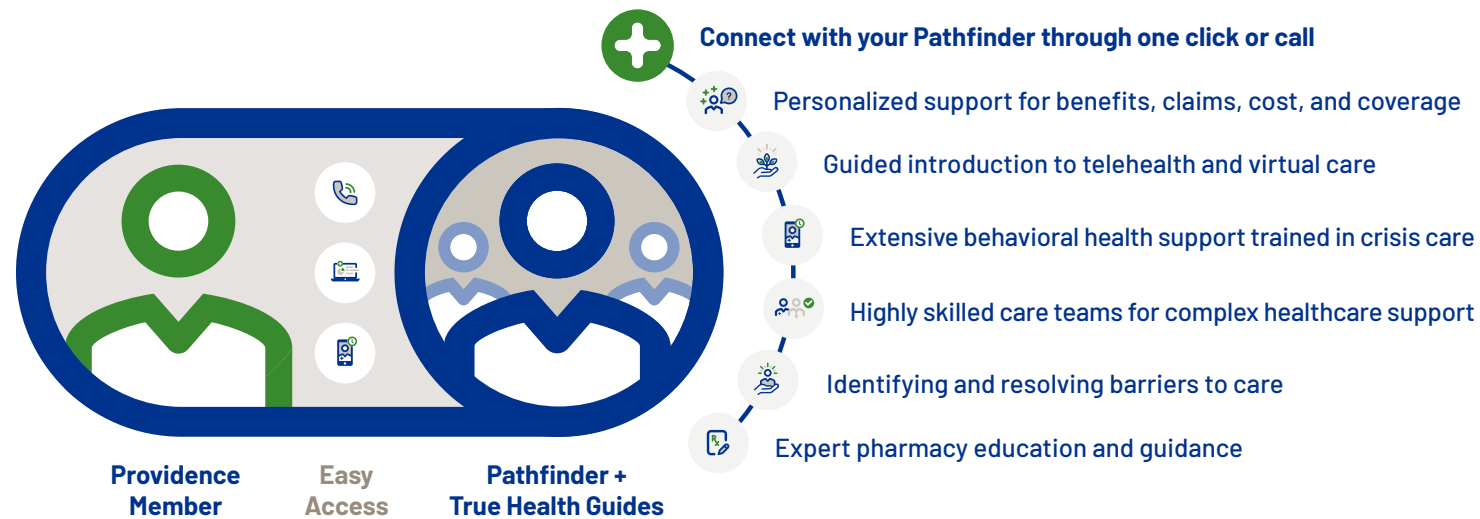 Connect with your Pathfinder through one click or call
Personalized support for benefits, claims, cost, and coverage
Guided introduction to telehealth and virtual care
Extensive behavioral health support trained in crisis care
Highly skilled care teams for complex healthcare support
Identifying and resolving barriers to care
Expert pharmacy education and guidance
Providence
Member
Easy
Access
Pathfinder +
True Health Guides